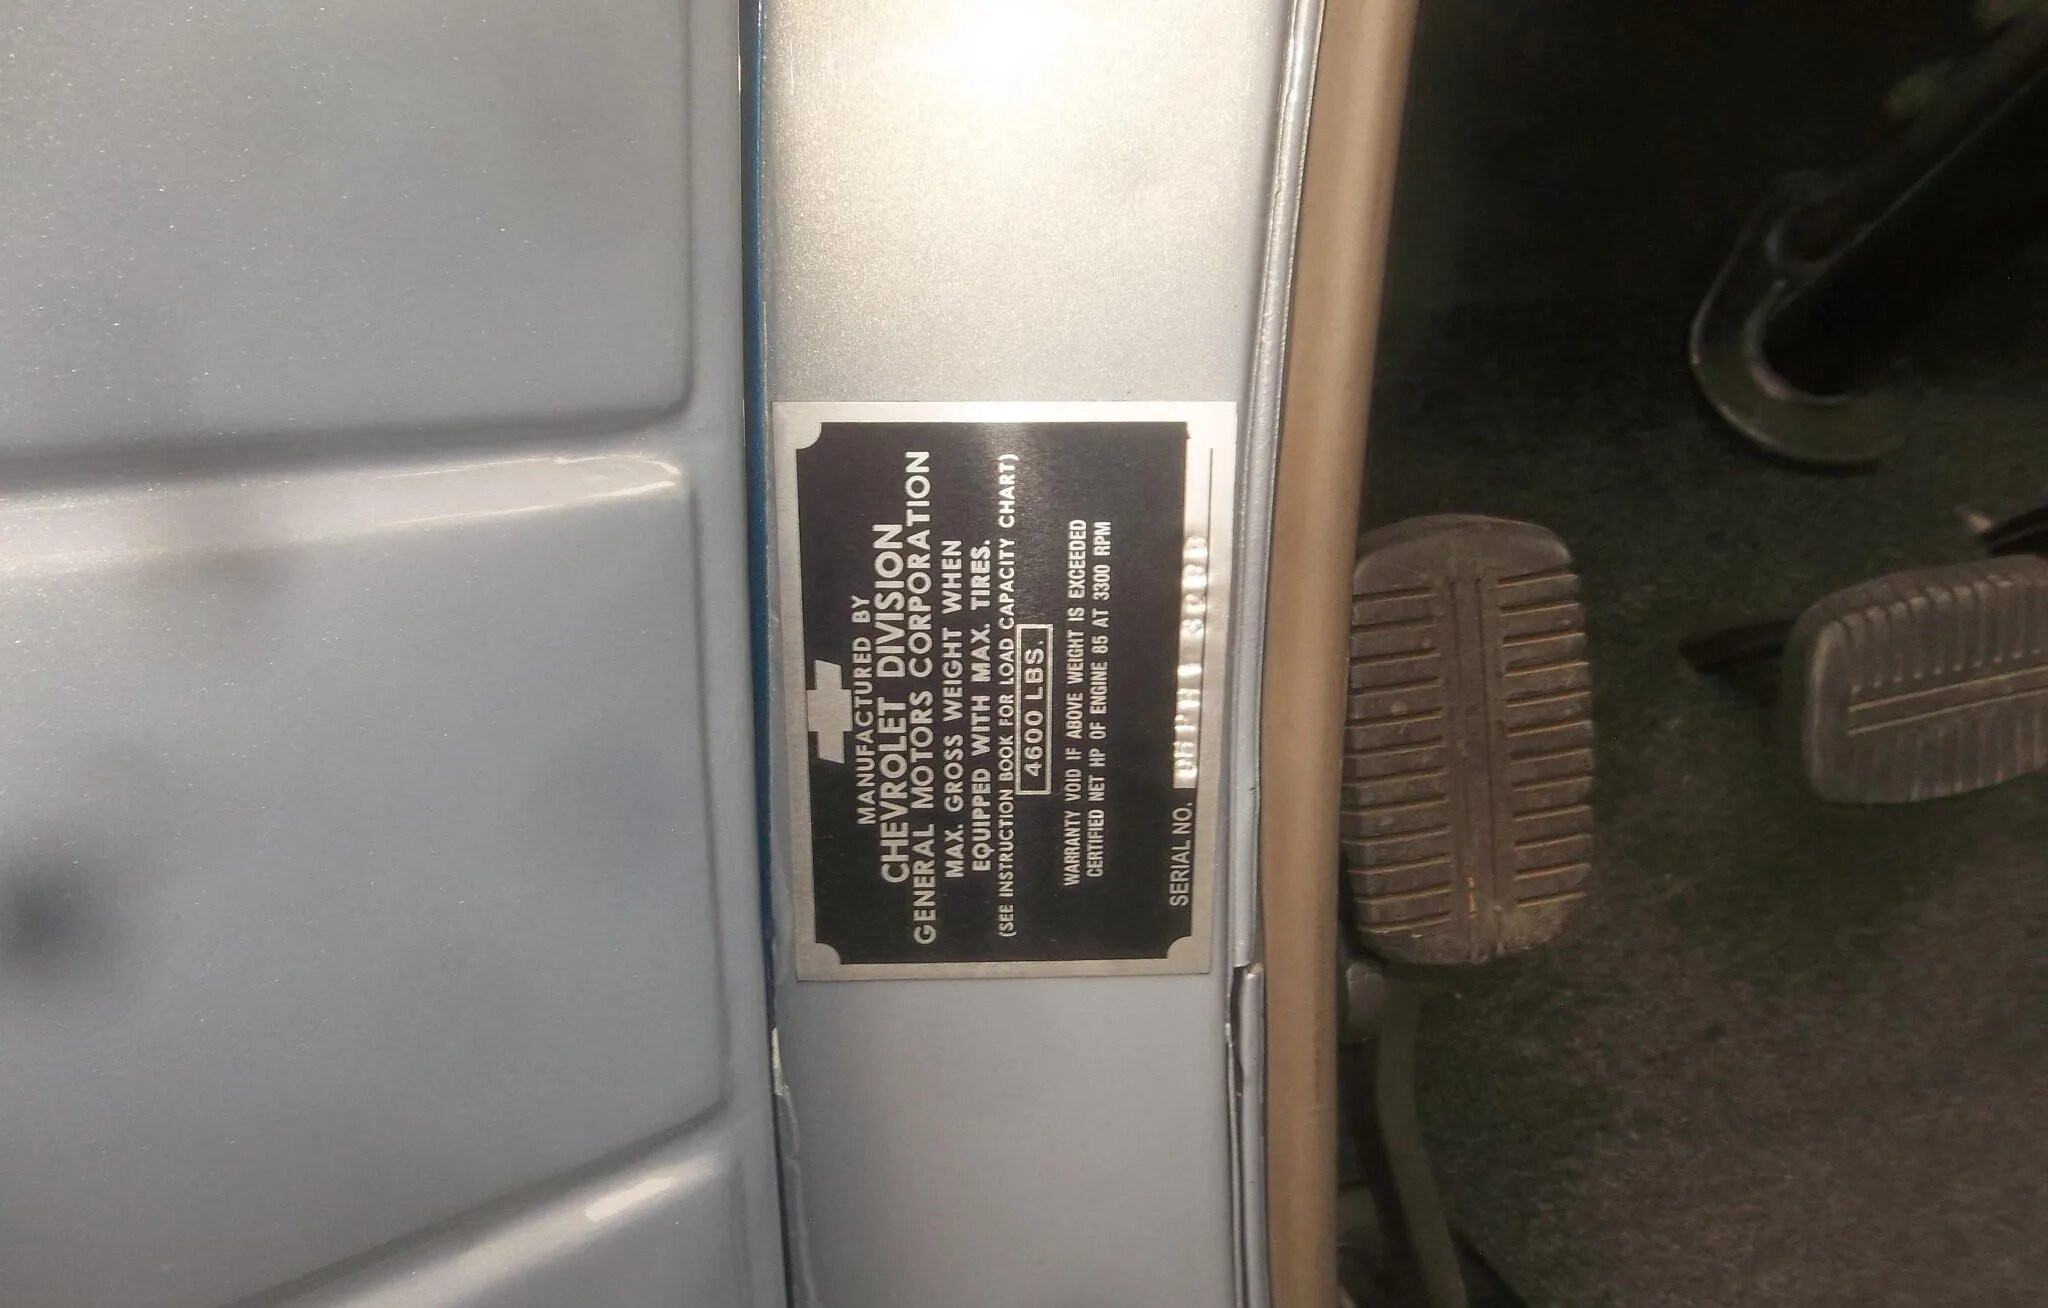 MANUFACTURED BY
CHEVROLET DIVISION
GENERAL MOTORS CORPORATION
MAX. GROSS WEIGHT WHEN
EQUIPPED WITH MAX. TIRES.
(SEE INSTRUCTION BOOK FOR LOAD CAPACITY CHART)
4600 LBS.
WARRANTY VOID IF ABOVE WEIGHT IS EXCEEDED
CERTIFIED NET HP OF ENGINE 85 AT 3300 RPM
SERIAL NO.